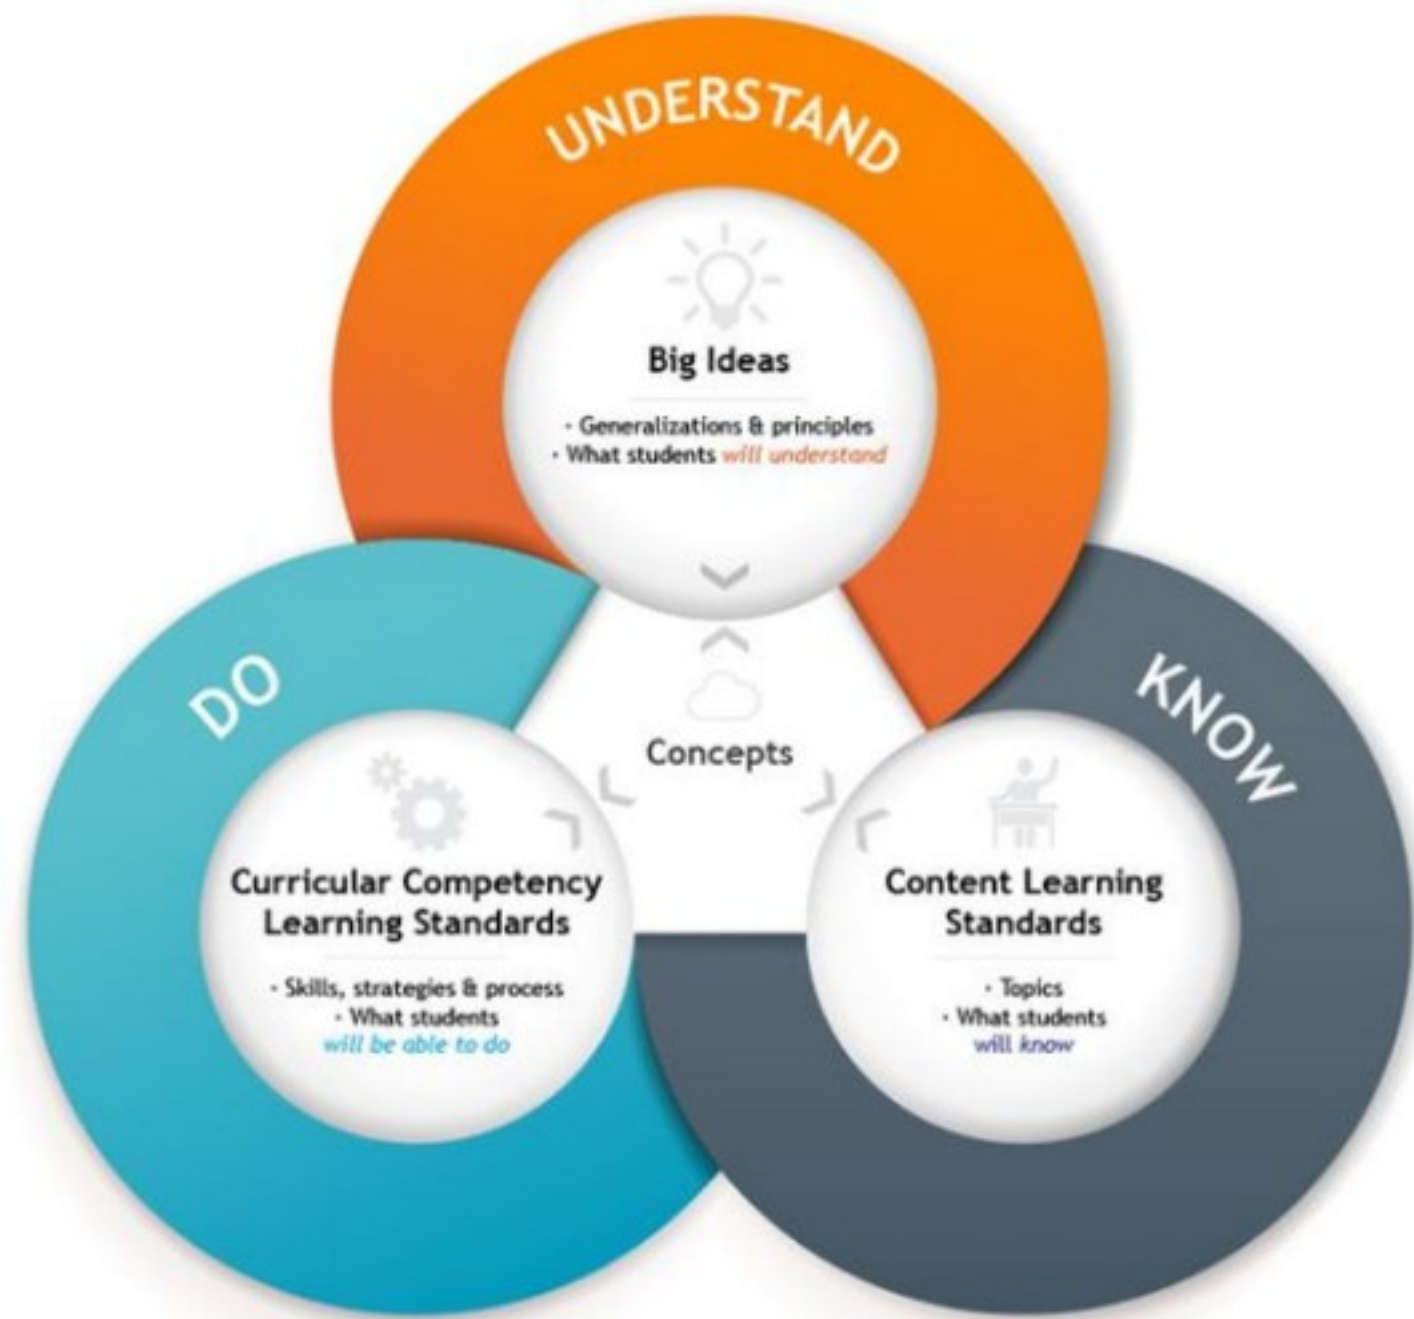 UNDERSTAND
Big Ideas
· Generalizations & principles
· What students will understand
DO
KNOW
Concepts
Curricular Competency
Learning Standards
· Skills, strategies & process
· What students
will be able to do
Content Learning
Standards
· Topics
· What students
will know